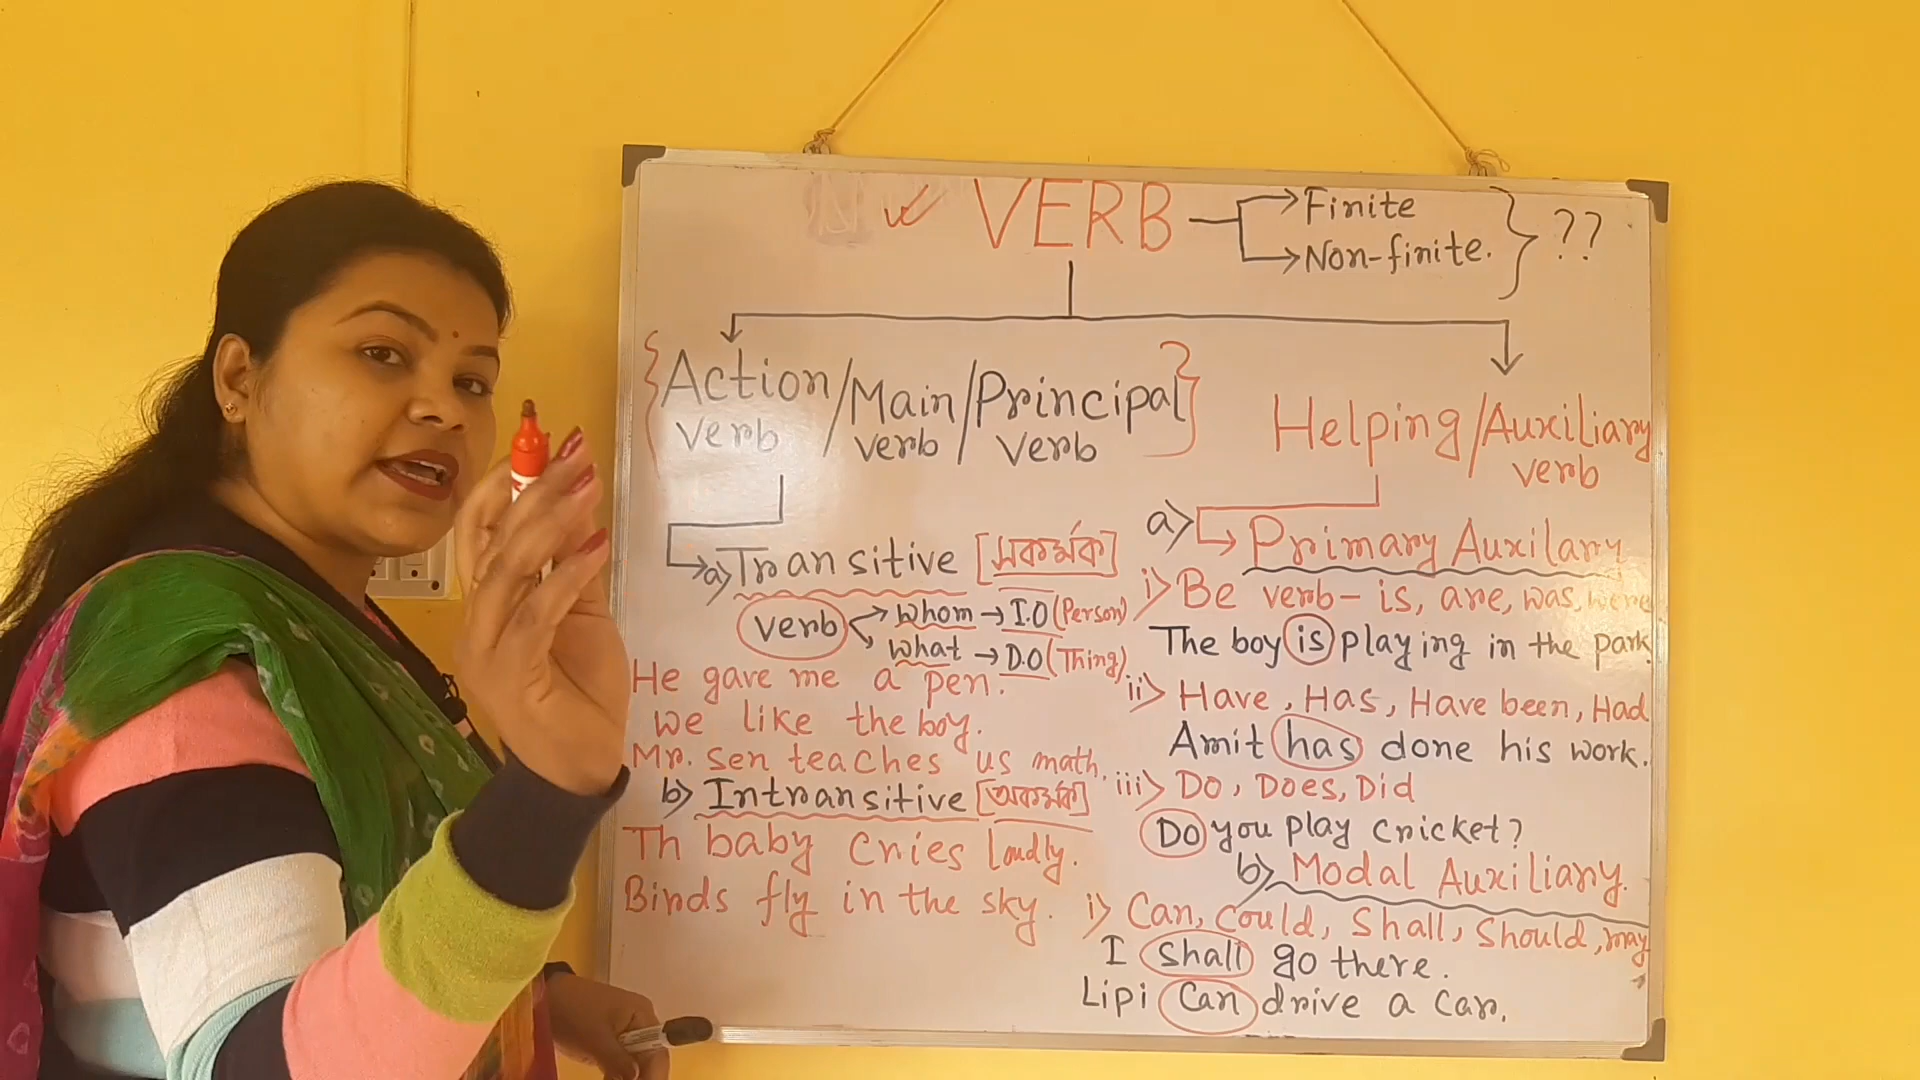 VERB
Finite
Non-finite.
??
Action verb / Main verb / Principal verb
Helping / Auxiliary verb
a) Transitive [সকর্মক]
verb
whom → I.O (Person)
what → D.O (Thing)
He gave me a pen.
we like the boy.
Mr. Sen teaches us math.
b) Intransitive [অকর্মক]
Th baby cries loudly.
Birds fly in the sky.
a) Primary Auxilary
i) Be verb - is, are, was, were
The boy is playing in the park.
ii) Have, Has, Have been, Had
Amit has done his work.
iii) Do, Does, Did
Do you play cricket?
b) Modal Auxiliary.
i) Can, Could, Shall, Should, may
I shall go there.
Lipi can drive a car.